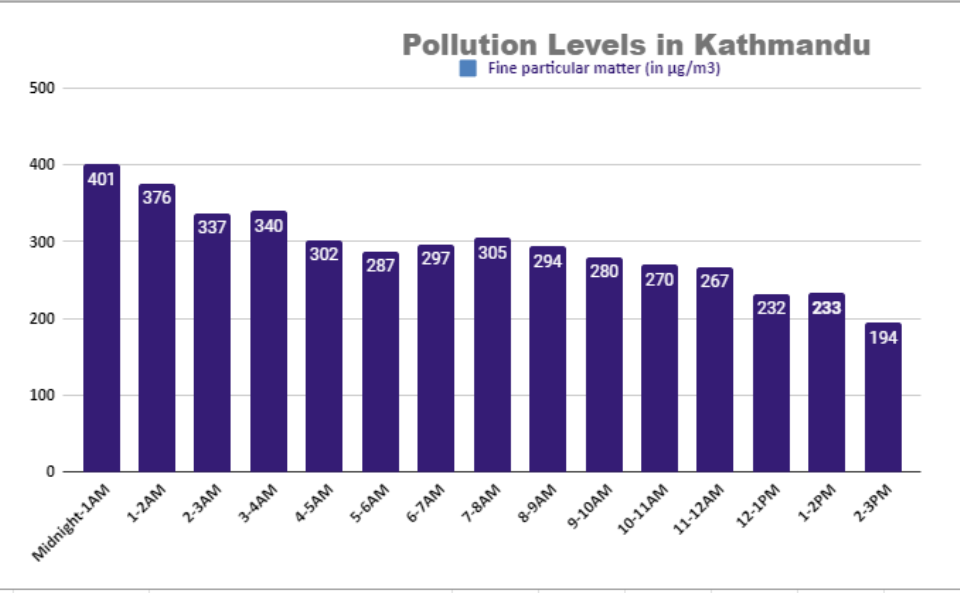 Pollution Levels in Kathmandu
Fine particular matter (in µg/m3)
500
400
300
200
100
0
401
376
337
340
302
287
297
305
294
280
270
267
232
233
194
Midnight-1AM
1-2AM
2-3AM
3-4AM
4-5AM
5-6AM
6-7AM
7-8AM
8-9AM
9-10AM
10-11AM
11-12AM
12-1PM
1-2PM
2-3PM